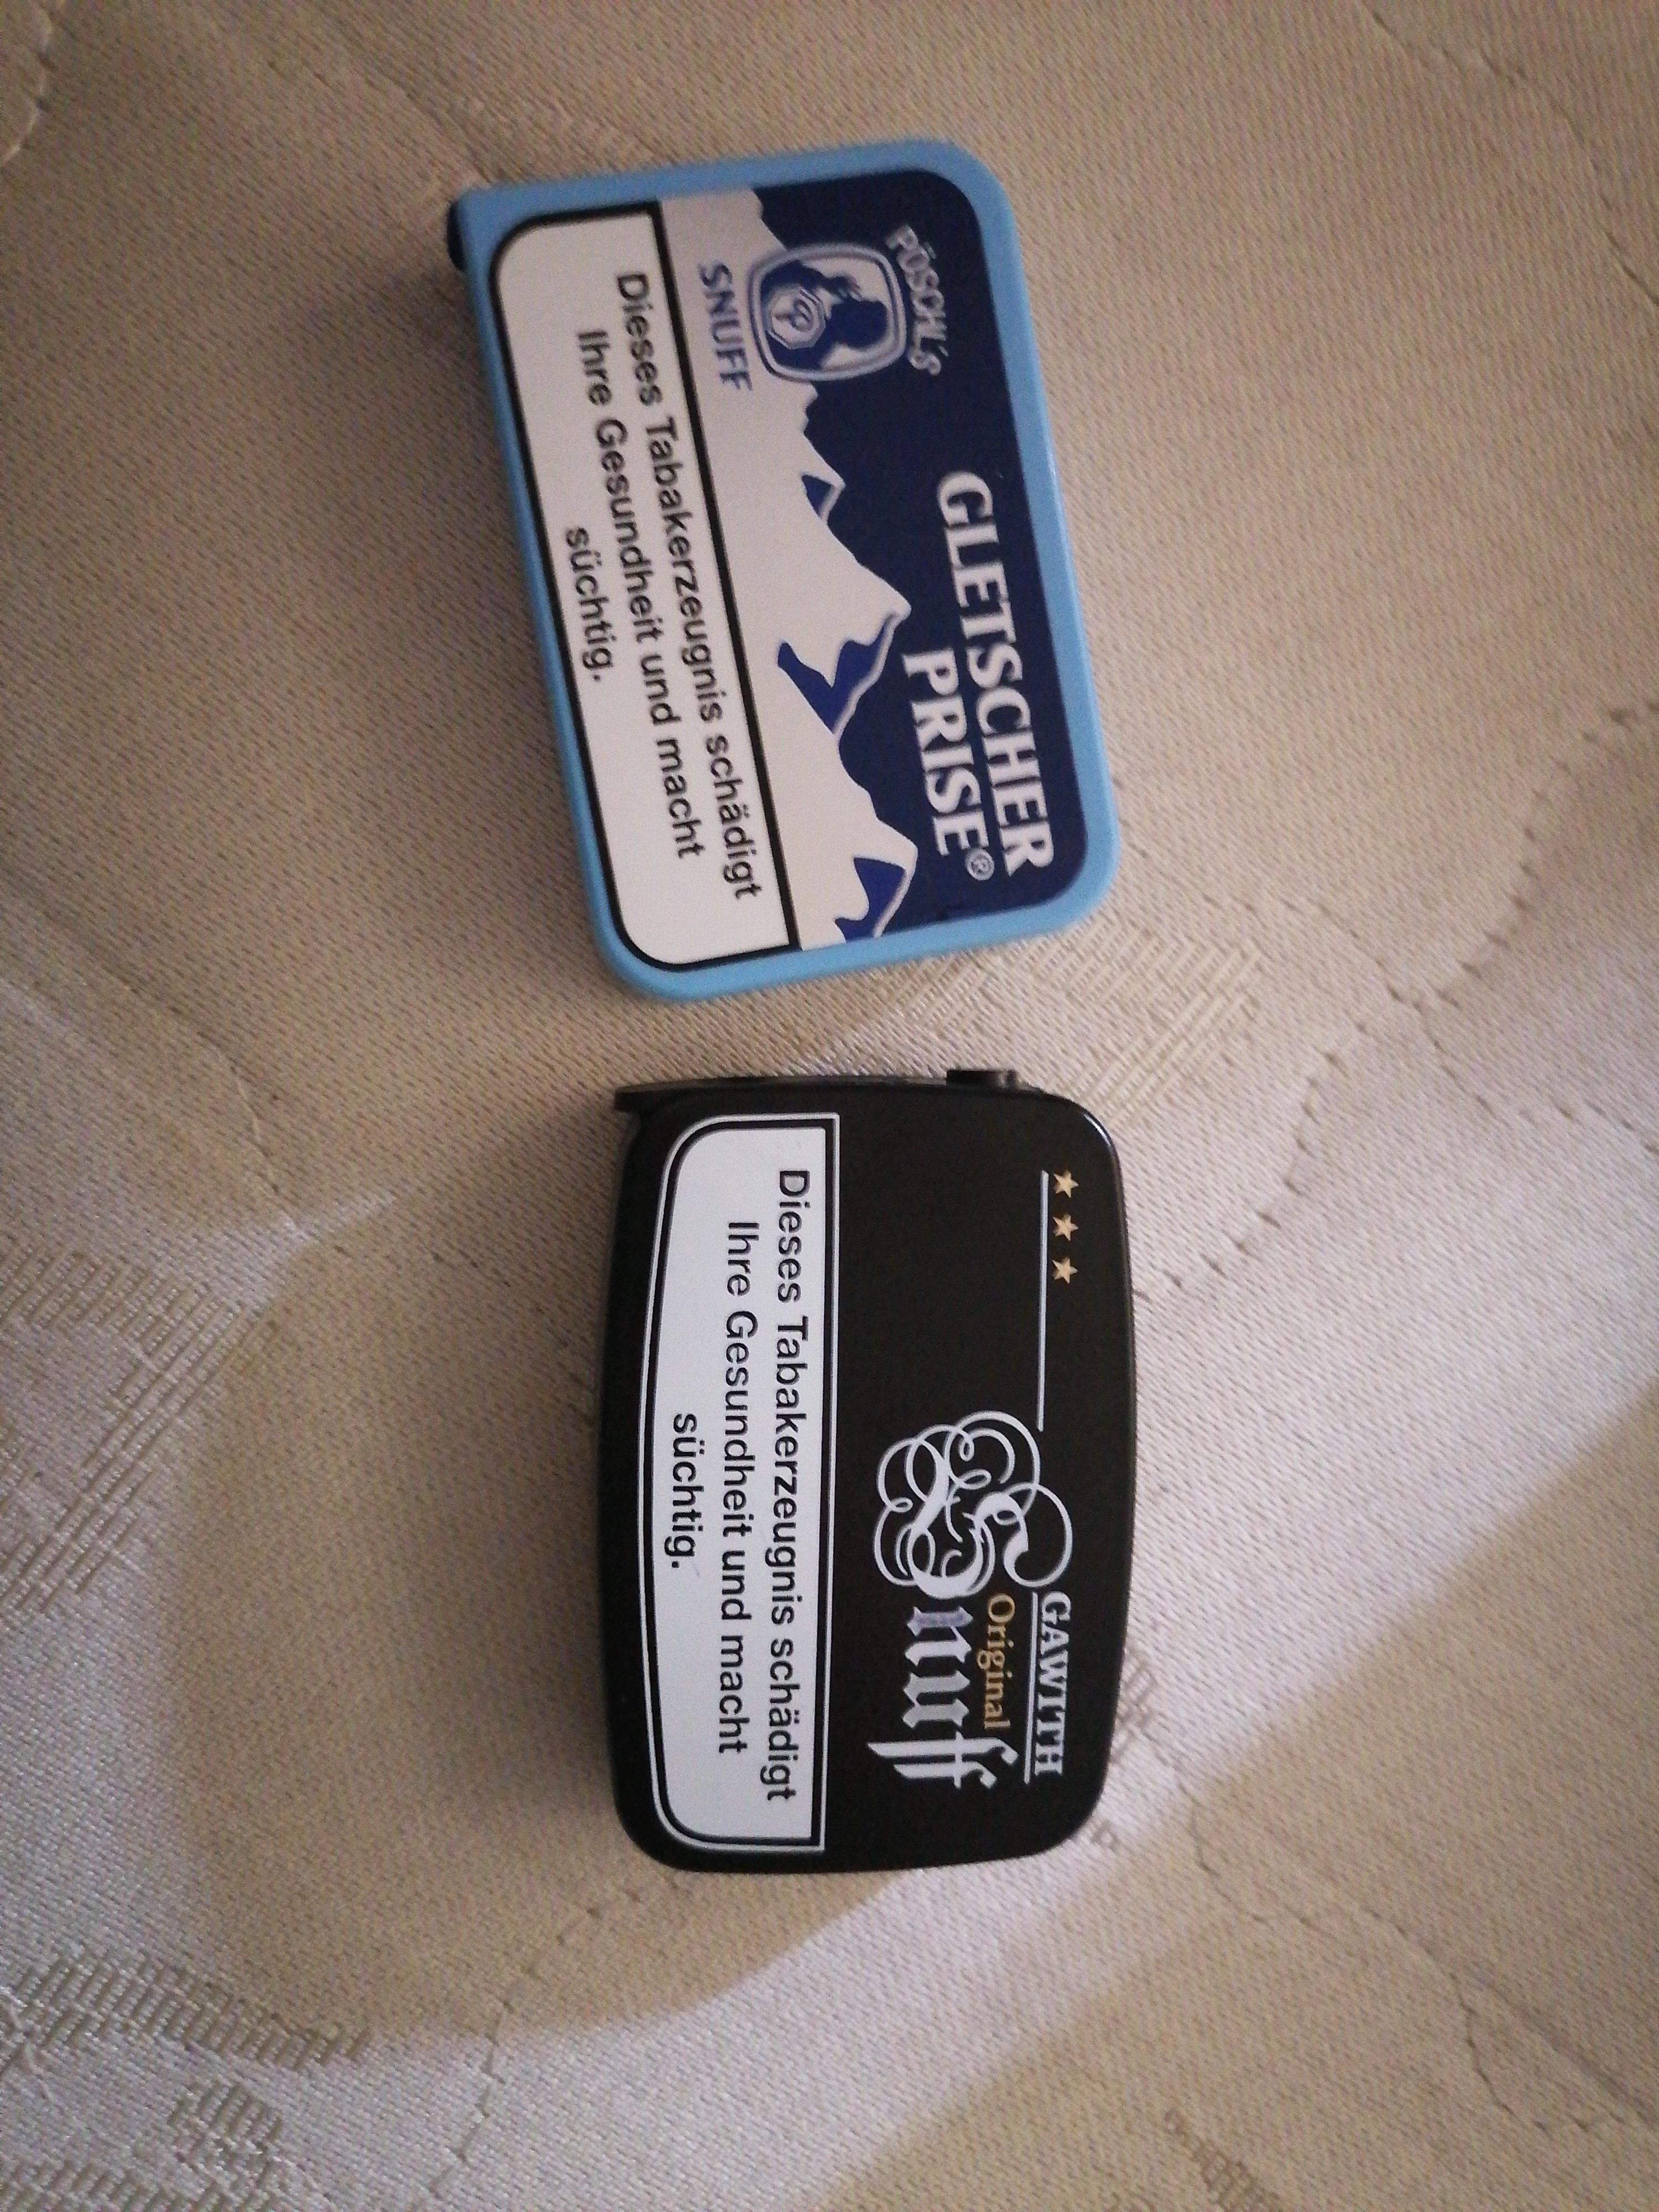 PÖSCHL'S
SNUFF
GLETSCHER
PRISE®
Dieses Tabakerzeugnis schädigt
Ihre Gesundheit und macht
süchtig.
GAWITH
Original
Snuff
Dieses Tabakerzeugnis schädigt
Ihre Gesundheit und macht
süchtig.